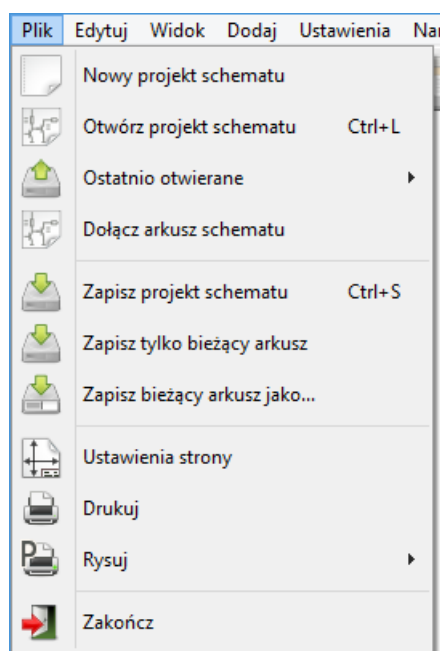 Plik Edytuj Widok Dodaj Ustawienia
Nowy projekt schematu
Otwórz projekt schematu Ctrl+L
Ostatnio otwierane
Dołącz arkusz schematu
Zapisz projekt schematu Ctrl+S
Zapisz tylko bieżący arkusz
Zapisz bieżący arkusz jako...
Ustawienia strony
Drukuj
Rysuj
Zakończ